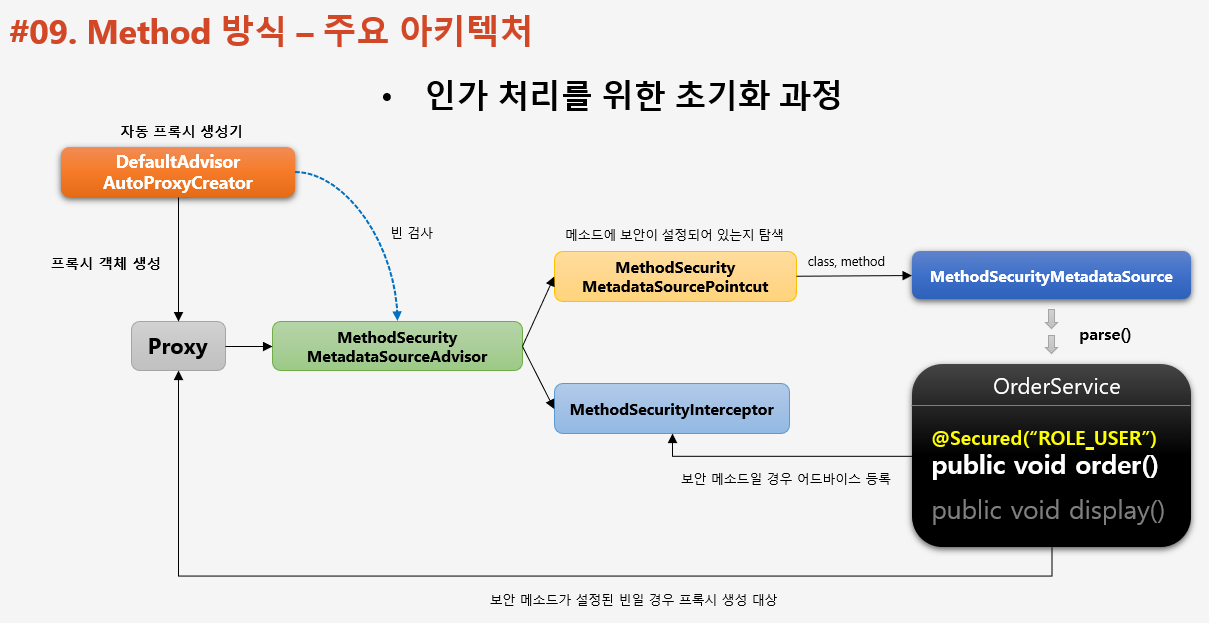 #09. Method 방식 – 주요 아키텍처
• 인가 처리를 위한 초기화 과정
자동 프록시 생성기
DefaultAdvisor
AutoProxyCreator
빈 검사
프록시 객체 생성
메소드에 보안이 설정되어 있는지 탐색
MethodSecurity
MetadataSourcePointcut
class, method
MethodSecurityMetadataSource
parse()
Proxy
MethodSecurity
MetadataSourceAdvisor
MethodSecurityInterceptor
OrderService
@Secured(“ROLE_USER”)
public void order()
public void display()
보안 메소드일 경우 어드바이스 등록
보안 메소드가 설정된 빈일 경우 프록시 생성 대상